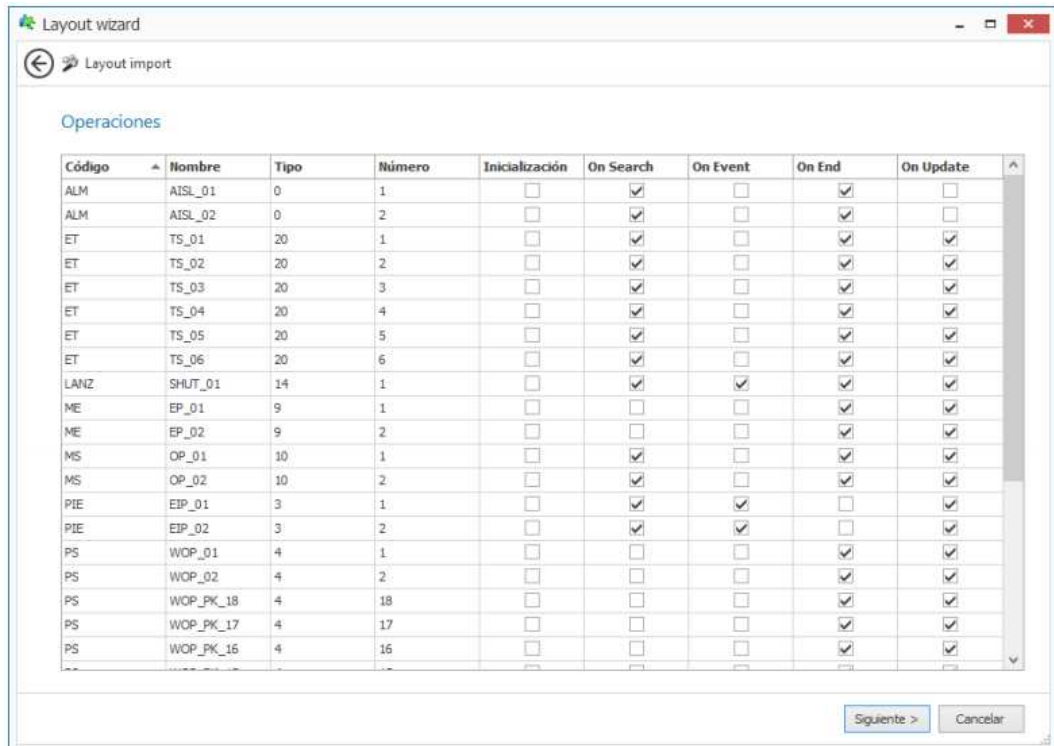 Layout wizard
Layout import
Operaciones
Código Nombre Tipo Número Inicialización On Search On Event On End On Update
ALM AISL_01 0 1
ALM AISL_02 0 2
ET TS_01 20 1
ET TS_02 20 2
ET TS_03 20 3
ET TS_04 20 4
ET TS_05 20 5
ET TS_06 20 6
LANZ SHUT_01 14 1
ME EP_01 9 1
ME EP_02 9 2
MS OP_01 10 1
MS OP_02 10 2
PIE EIP_01 3 1
PIE EIP_02 3 2
PS WOP_01 4 1
PS WOP_02 4 2
PS WOP_PK_18 4 18
PS WOP_PK_17 4 17
PS WOP_PK_16 4 16
Siguiente > Cancelar